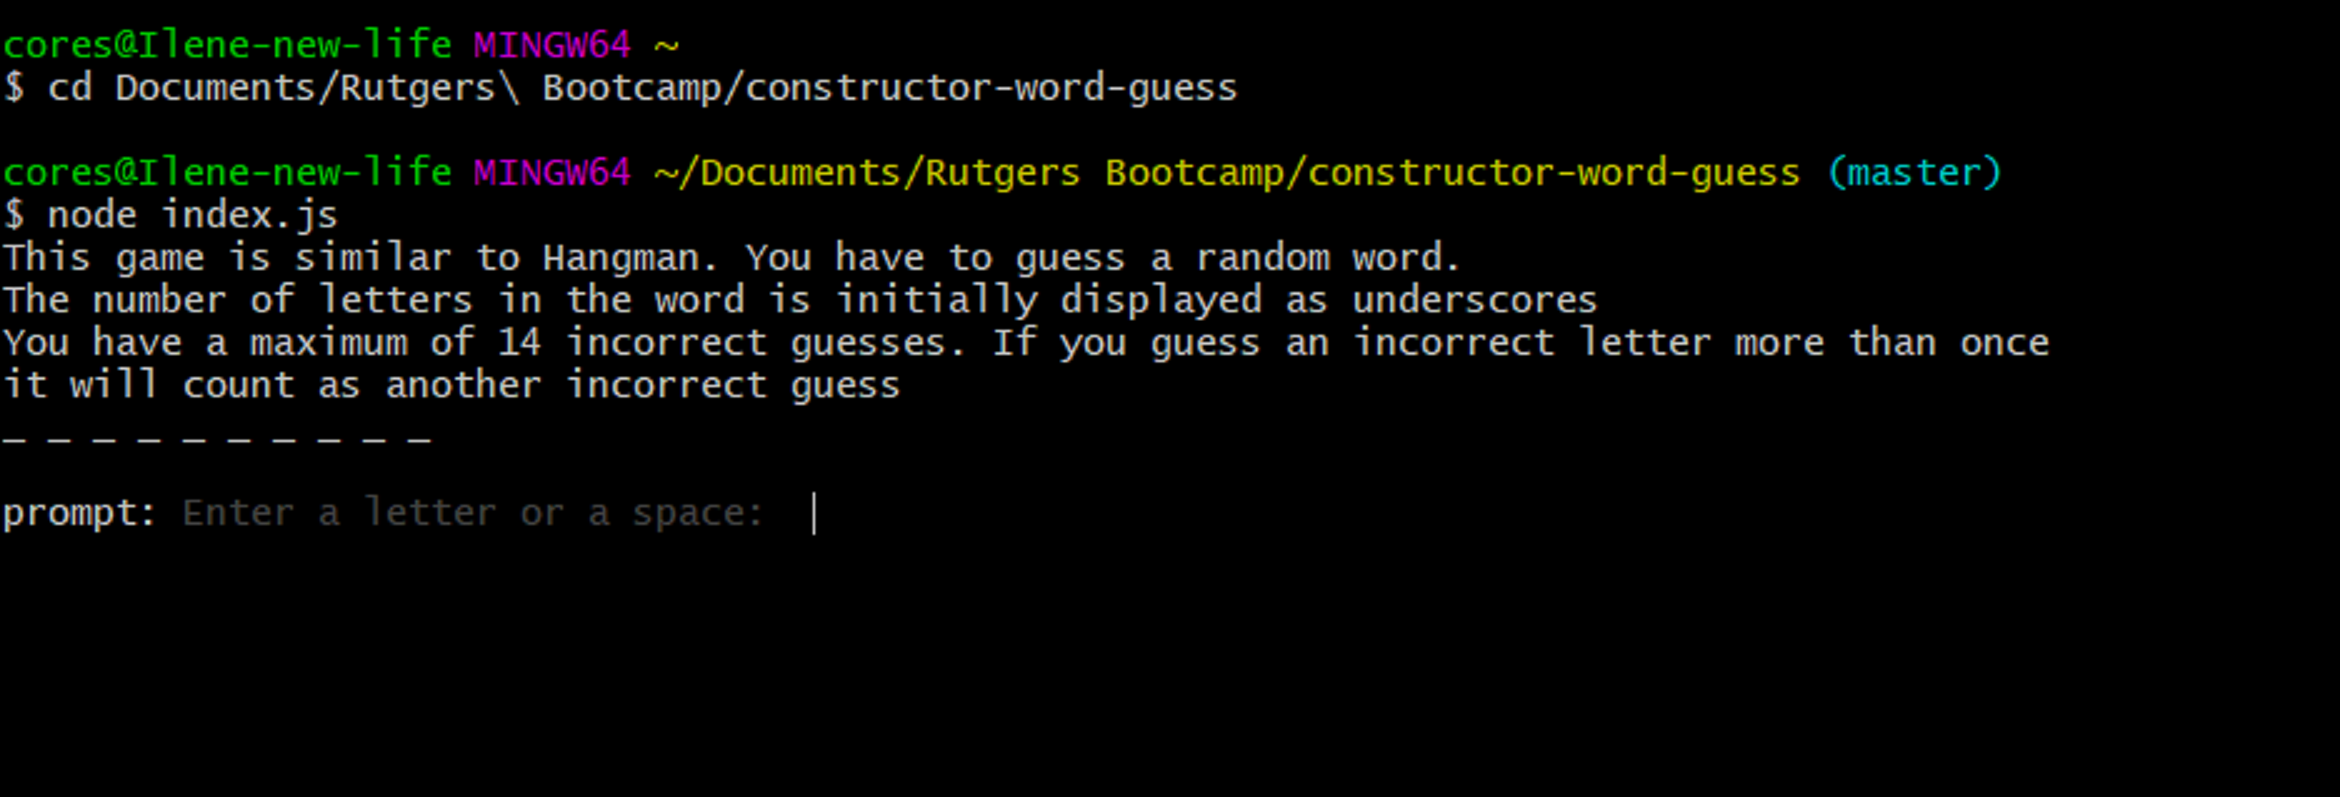 cores@Ilene-new-life MINGW64 ~
$ cd Documents/Rutgers\ Bootcamp/constructor-word-guess
cores@Ilene-new-life MINGW64 ~/Documents/Rutgers Bootcamp/constructor-word-guess (master)
$ node index.js
This game is similar to Hangman. You have to guess a random word.
The number of letters in the word is initially displayed as underscores
You have a maximum of 14 incorrect guesses. If you guess an incorrect letter more than once
it will count as another incorrect guess
_ _ _ _ _ _ _ _ _ _
prompt: Enter a letter or a space: